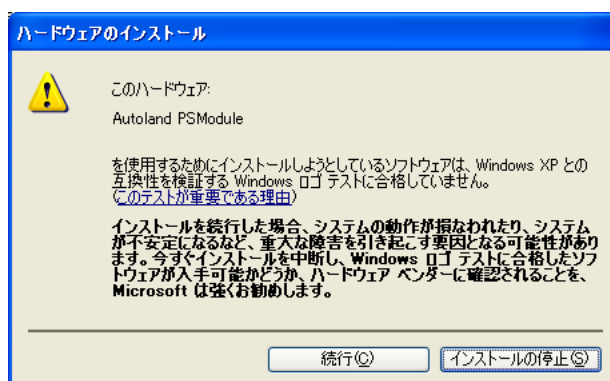 ハードウェアのインストール
このハードウェア:
Autoland PSModule
を使用するためにインストールしようとしているソフトウェアは、Windows XP との
互換性を検証する Windows ロゴ テストに合格していません。
(このテストが重要である理由)
インストールを続行した場合、システムの動作が損なわれたり、システム
が不安定になるなど、重大な障害を引き起こす要因となる可能性があり
ます。今すぐインストールを中断し、Windows ロゴ テストに合格したソフ
トウェアが入手可能かどうか、ハードウェア ベンダーに確認されることを、
Microsoft は強くお勧めします。
続行(C)
インストールの停止(S)